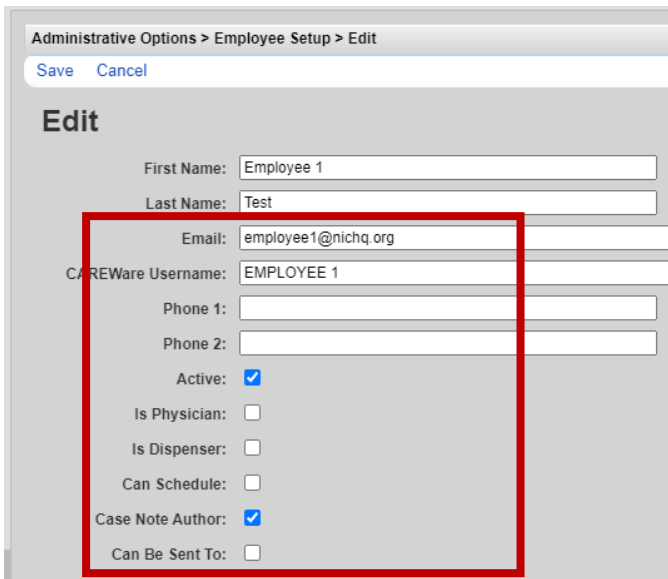 Administrative Options > Employee Setup > Edit
Save Cancel
Edit
First Name: Employee 1
Last Name: Test
Email: employee1@nichq.org
CAREWare Username: EMPLOYEE 1
Phone 1:
Phone 2:
Active:
Is Physician:
Is Dispenser:
Can Schedule:
Case Note Author:
Can Be Sent To: